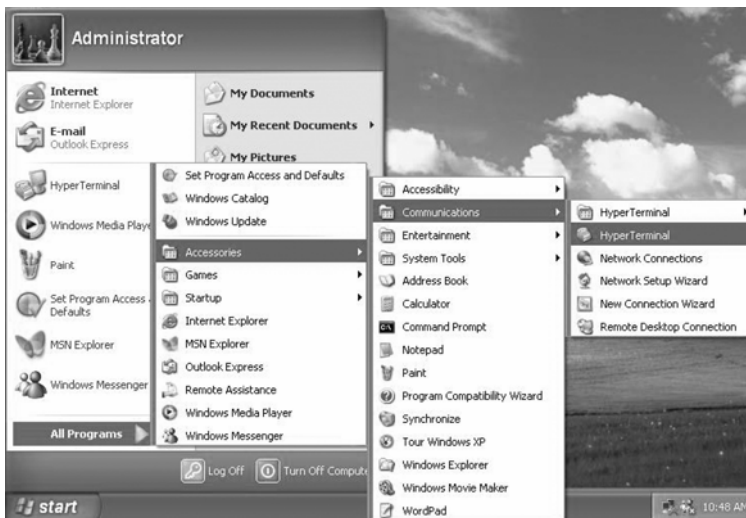 Administrator
Internet
Internet Explorer
E-mail
Outlook Express
HyperTerminal
Windows Media Playe
Paint
Set Program Access
Defaults
MSN Explorer
Windows Messenger
All Programs
My Documents
My Recent Documents
My Pictures
Set Program Access and Defaults
Windows Catalog
Windows Update
Accessories
Games
Startup
Internet Explorer
MSN Explorer
Outlook Express
Remote Assistance
Windows Media Player
Windows Messenger
Accessibility
Communications
Entertainment
System Tools
Address Book
Calculator
Command Prompt
Notepad
Paint
Program Compatibility Wizard
Synchronize
Tour Windows XP
Windows Explorer
Windows Movie Maker
WordPad
HyperTerminal
HyperTerminal
Network Connections
Network Setup Wizard
New Connection Wizard
Remote Desktop Connection
Log Off
Turn Off Compute
start
10:48 AM